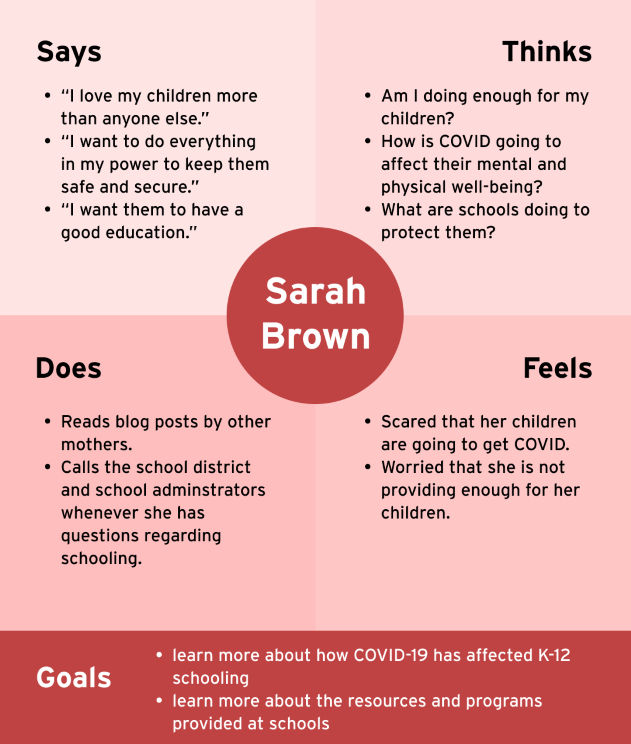 Says
• “I love my children more
than anyone else.”
• “I want to do everything
in my power to keep them
safe and secure.”
• “I want them to have a
good education.”
Thinks
• Am I doing enough for my
children?
• How is COVID going to
affect their mental and
physical well-being?
• What are schools doing to
protect them?
Sarah
Brown
Does
• Reads blog posts by other
mothers.
• Calls the school district
and school adminstrators
whenever she has
questions regarding
schooling.
Feels
• Scared that her children
are going to get COVID.
• Worried that she is not
providing enough for her
children.
Goals
• learn more about how COVID-19 has affected K-12
schooling
• learn more about the resources and programs
provided at schools